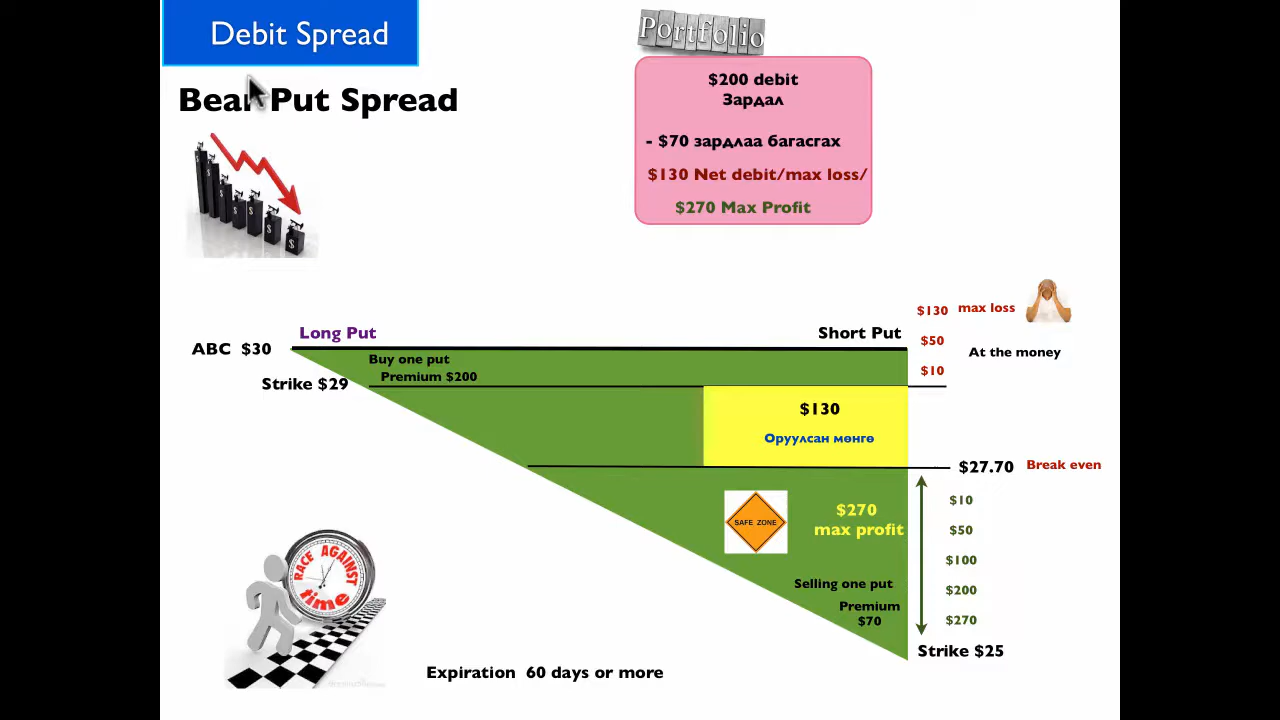 Debit Spread
Bear Put Spread
Portfolio
$200 debit
Зардал
- $70 зардлаа багасгах
$130 Net debit/max loss/
$270 Max Profit
$130 max loss
Long Put
Short Put
$50
ABC $30
At the money
Buy one put
Premium $200
$10
Strike $29
$130
Оруулсан мөнгө
$27.70 Break even
$10
SAFE ZONE
$270
max profit
$50
$100
Selling one put
$200
Premium
$70
$270
Strike $25
RACE AGAINST
time
Expiration 60 days or more